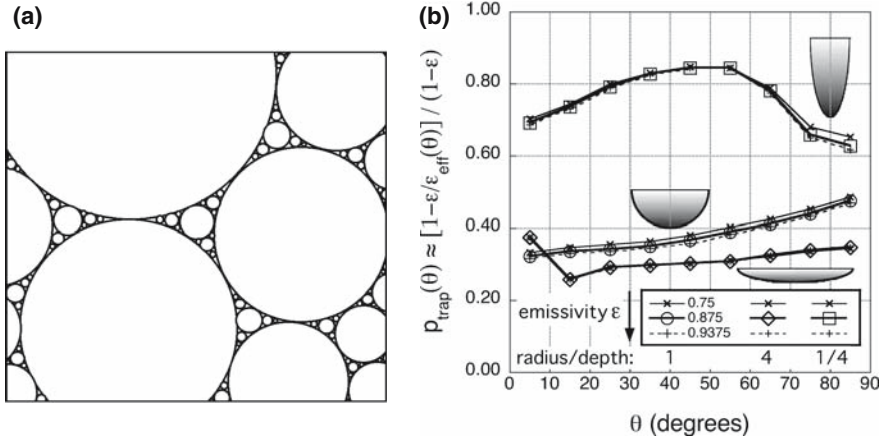 (a)
(b)
p_trap(θ) ≈ [1−ε/ε_eff(θ)] / (1−ε)
1.00
0.80
0.60
0.40
0.20
0.00
emissivity ε
0.75
0.875
0.9375
radius/depth: 1 4 1/4
0 10 20 30 40 50 60 70 80 90
θ (degrees)